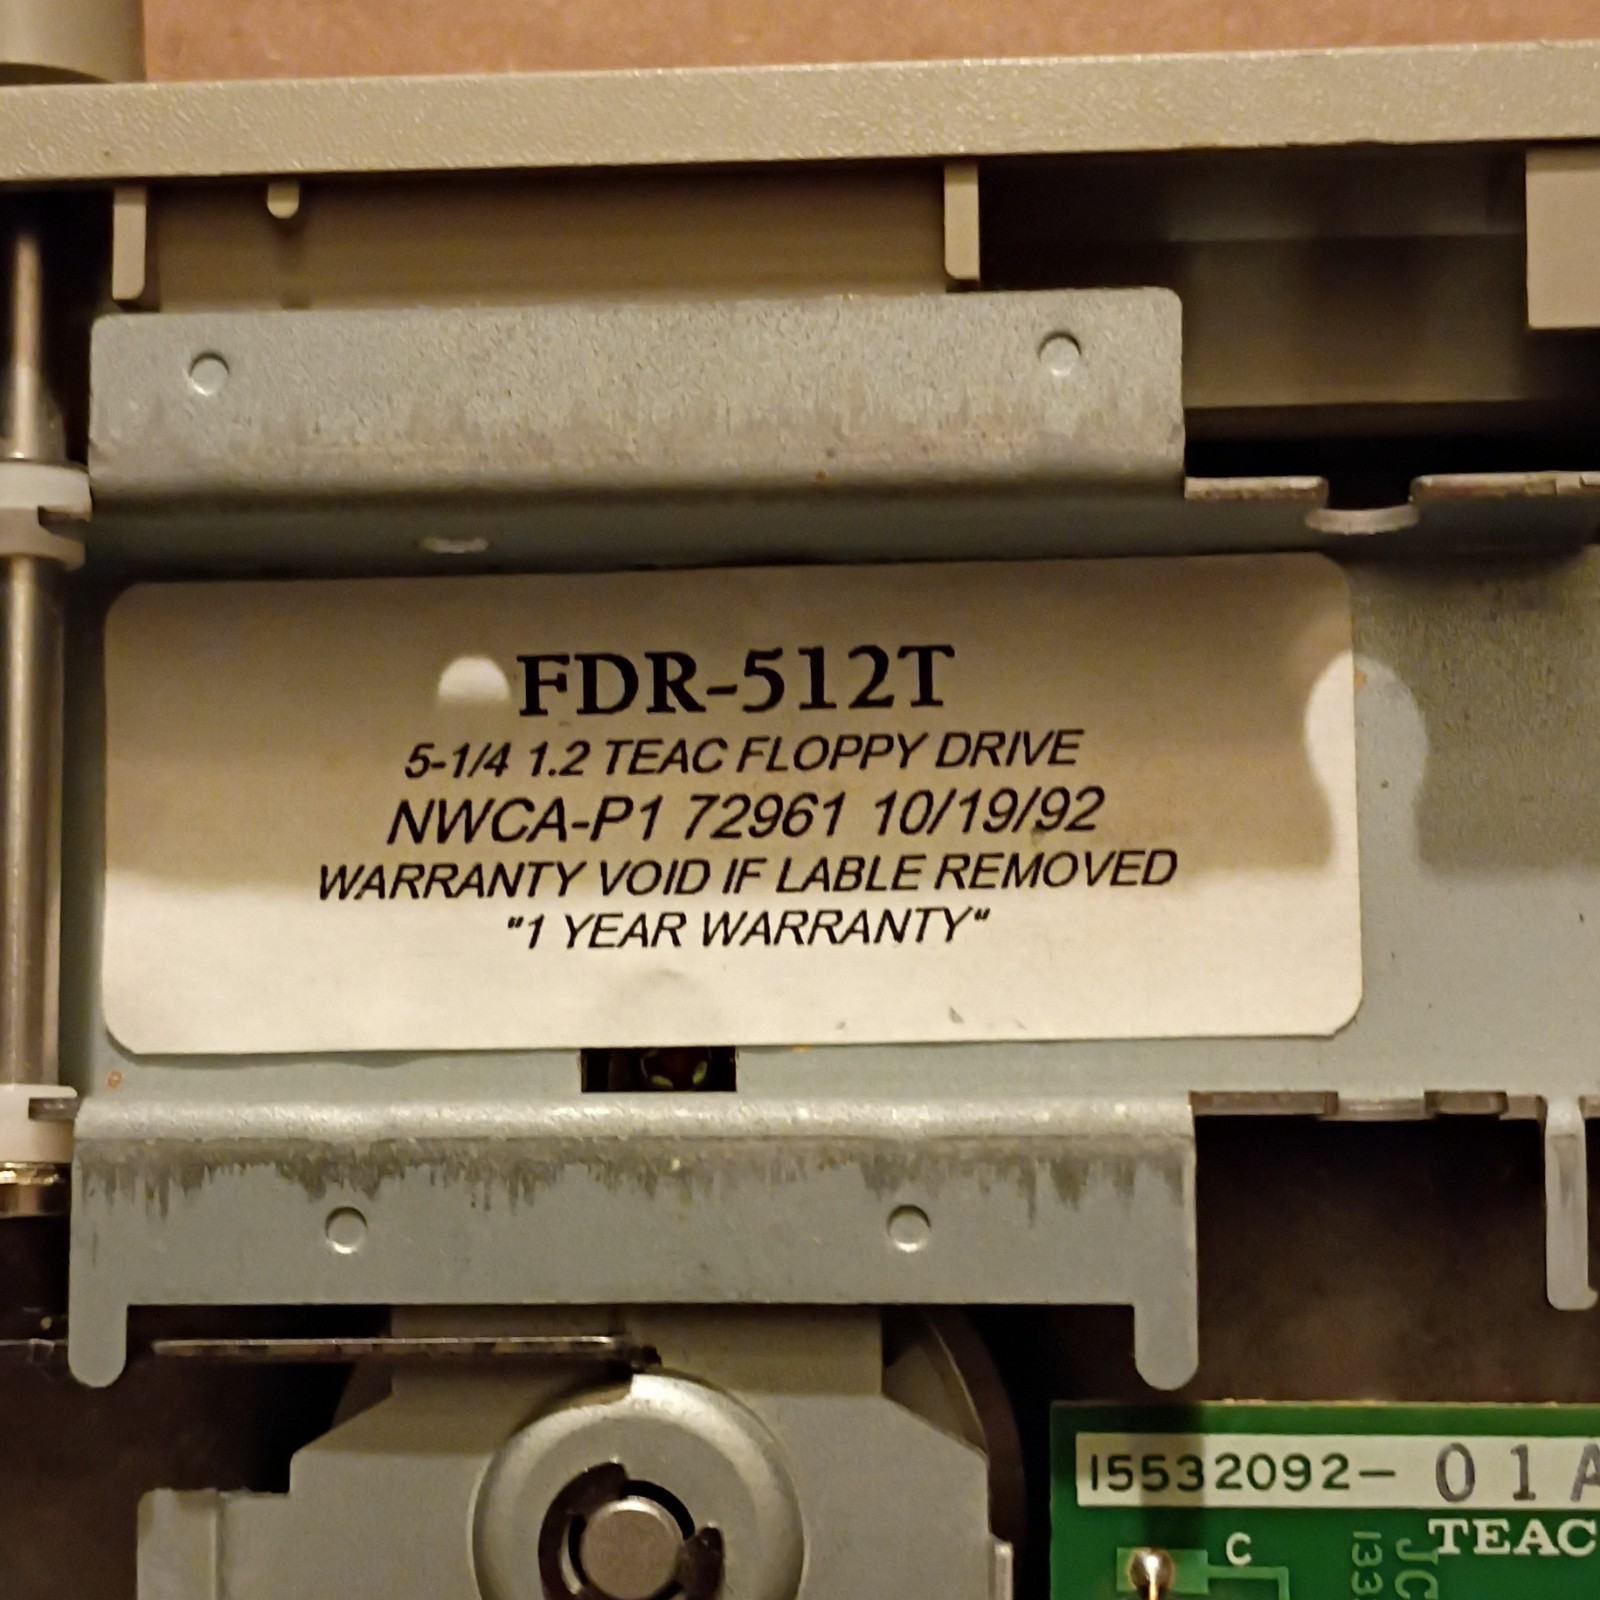 FDR-512T
5-1/4 1.2 TEAC FLOPPY DRIVE
NWCA-P1 72961 10/19/92
WARRANTY VOID IF LABLE REMOVED
"1 YEAR WARRANTY"
15532092- 01A
TEAC
C